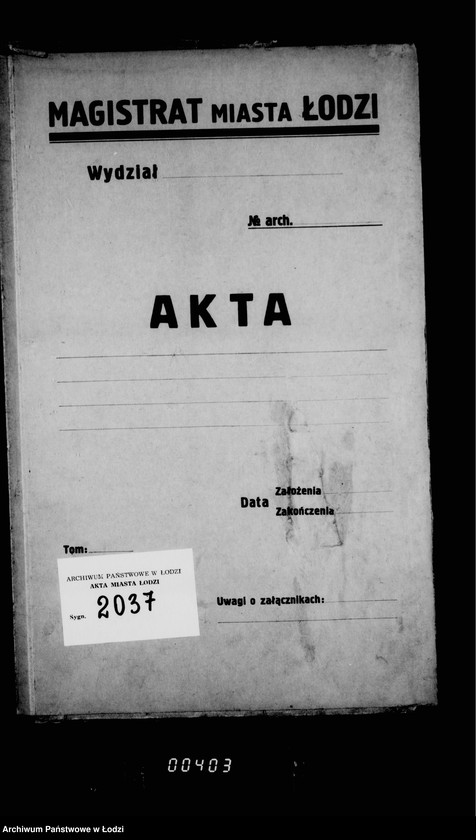 MAGISTRAT MIASTA ŁODZI
Wydział
№ arch.
AKTA
Data
Założenia
Zakończenia
Tom:
ARCHIWUM PAŃSTWOWE W ŁODZI
AKTA MIASTA ŁODZI
Sygn. 2037
Uwagi o załącznikach:
00403
Archiwum Państwowe w Łodzi